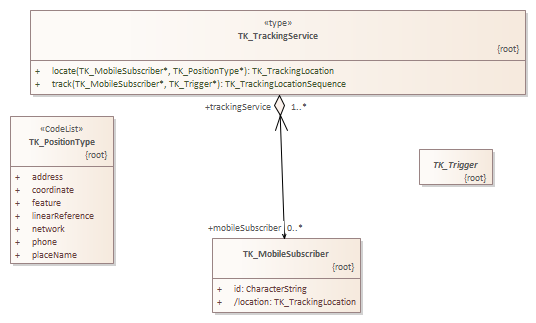 «type»
TK_TrackingService
{root}
+ locate(TK_MobileSubscriber*, TK_PositionType*): TK_TrackingLocation
+ track(TK_MobileSubscriber*, TK_Trigger*): TK_TrackingLocationSequence
+trackingService 1..*
«CodeList»
TK_PositionType
{root}
+ address
+ coordinate
+ feature
+ linearReference
+ network
+ phone
+ placeName
TK_Trigger
{root}
+mobileSubscriber 0..*
TK_MobileSubscriber
{root}
+ id: CharacterString
+ /location: TK_TrackingLocation